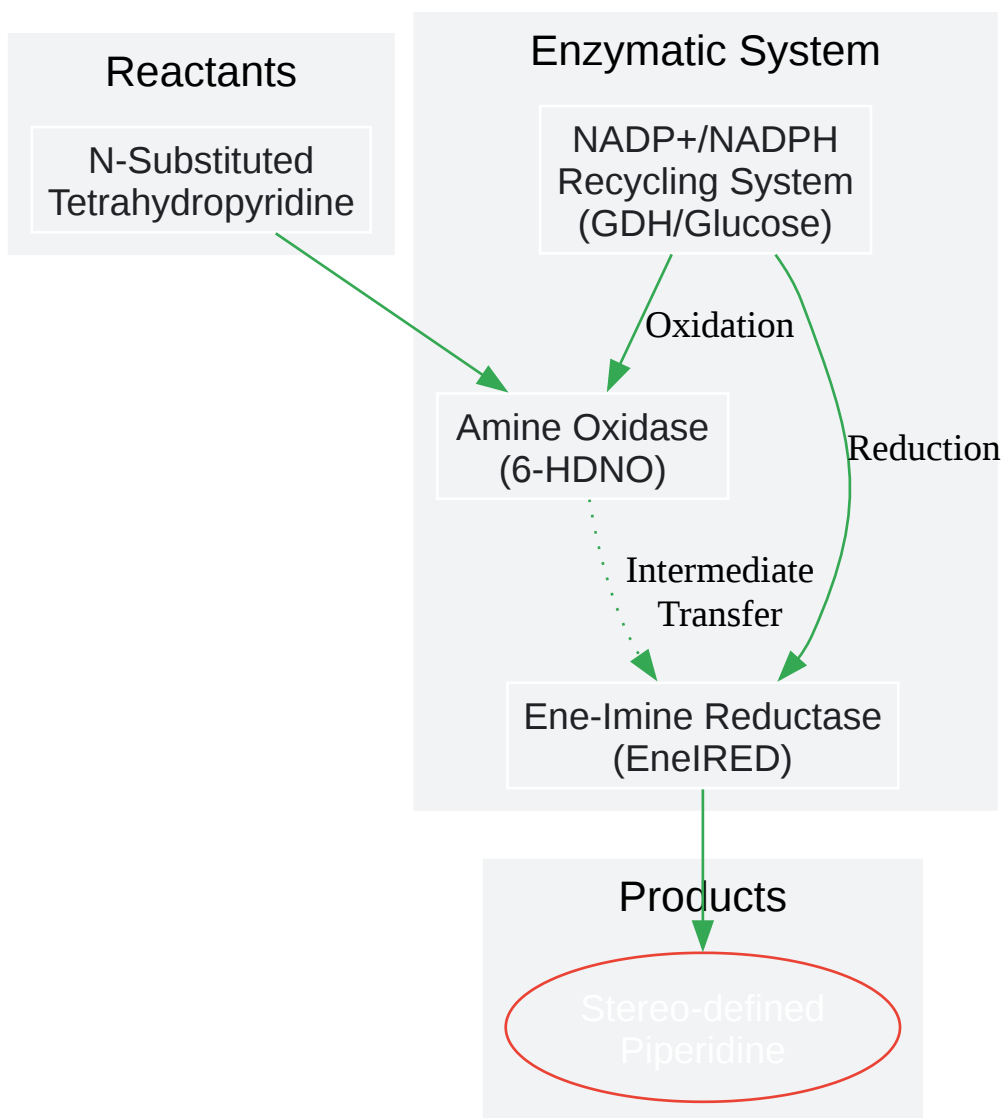 Reactants
N-Substituted
Tetrahydropyridine
Enzymatic System
NADP+/NADPH
Recycling System
(GDH/Glucose)
Oxidation
Reduction
Amine Oxidase
(6-HDNO)
Intermediate
Transfer
Ene-Imine Reductase
(EneIRED)
Products
Stereo-defined
Piperidine